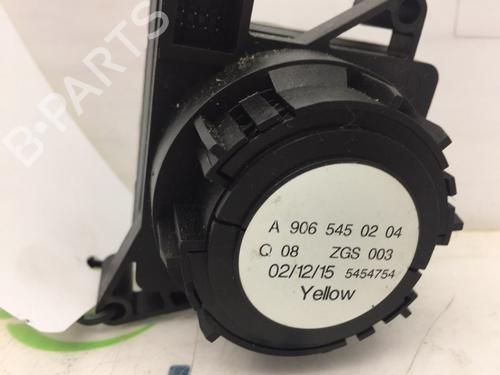 B-PARTS
A 906 545 02 04
Q 08 ZGS 003
02/12/15 5454754
Yellow